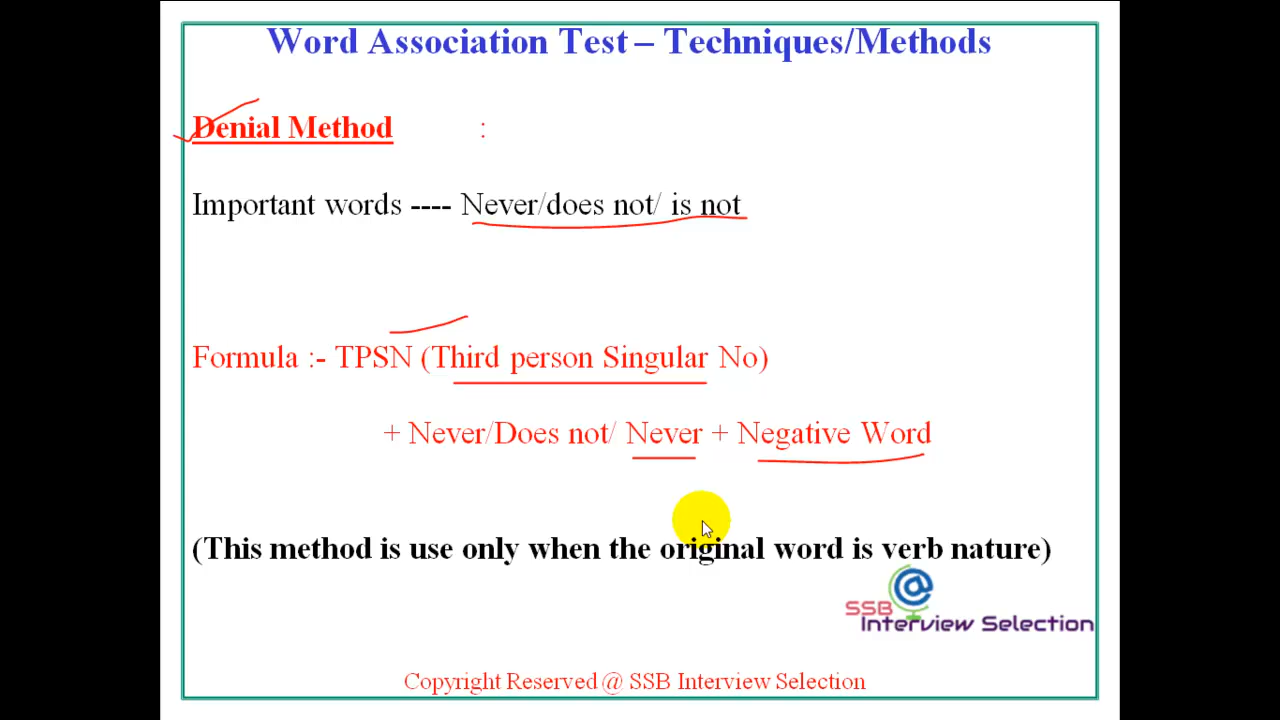 Word Association Test – Techniques/Methods
Denial Method :
Important words ---- Never/does not/ is not
Formula :- TPSN (Third person Singular No)
+ Never/Does not/ Never + Negative Word
(This method is use only when the original word is verb nature)
SSB
Interview Selection
Copyright Reserved @ SSB Interview Selection